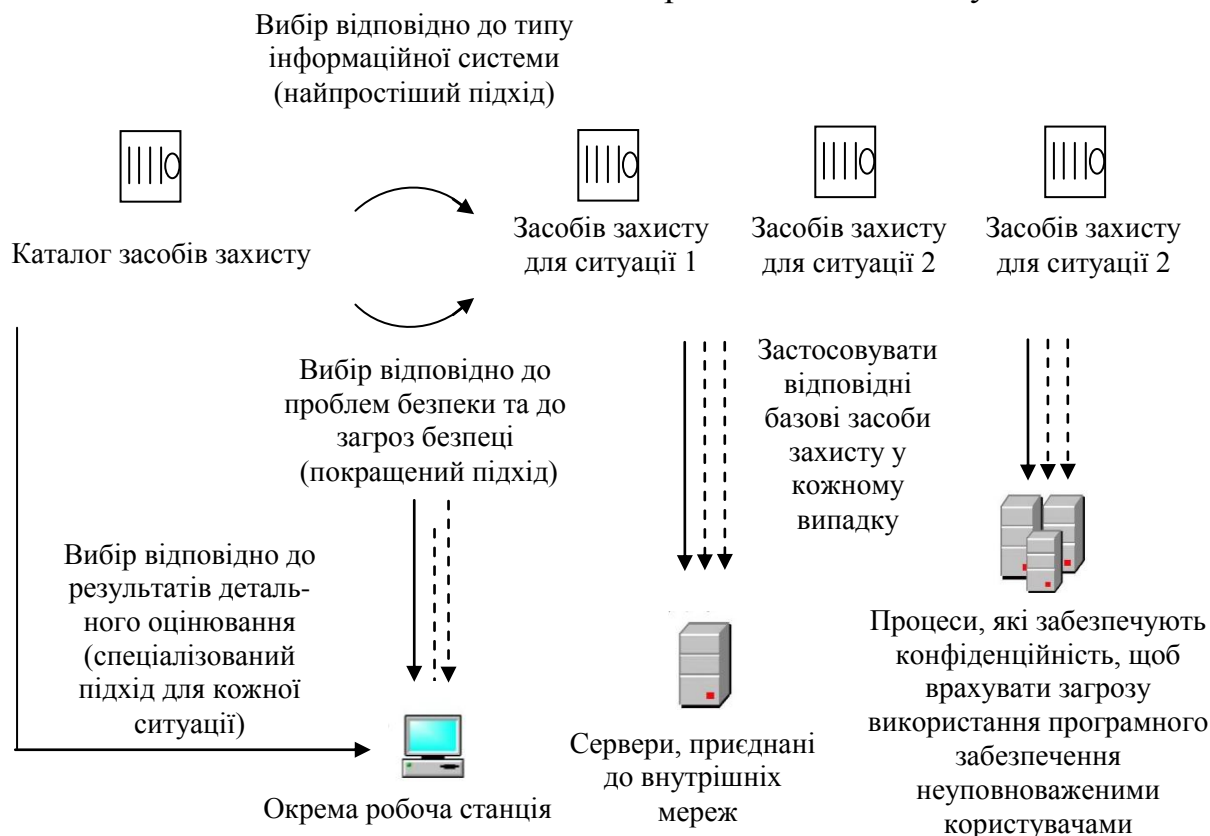 Вибір відповідно до типу
інформаційної системи
(найпростіший підхід)
Каталог засобів захисту
Засобів захисту
для ситуації 1
Засобів захисту
для ситуації 2
Засобів захисту
для ситуації 2
Вибір відповідно до
проблем безпеки та до
загроз безпеці
(покращений підхід)
Застосовувати
відповідні
базові засоби
захисту у
кожному
випадку
Вибір відповідно до
результатів деталь-
ного оцінювання
(спеціалізований
підхід для кожної
ситуації)
Окрема робоча станція
Сервери, приєднані
до внутрішніх
мереж
Процеси, які забезпечують
конфіденційність, щоб
врахувати загрозу
використання програмного
забезпечення
неуповноваженими
користувачами